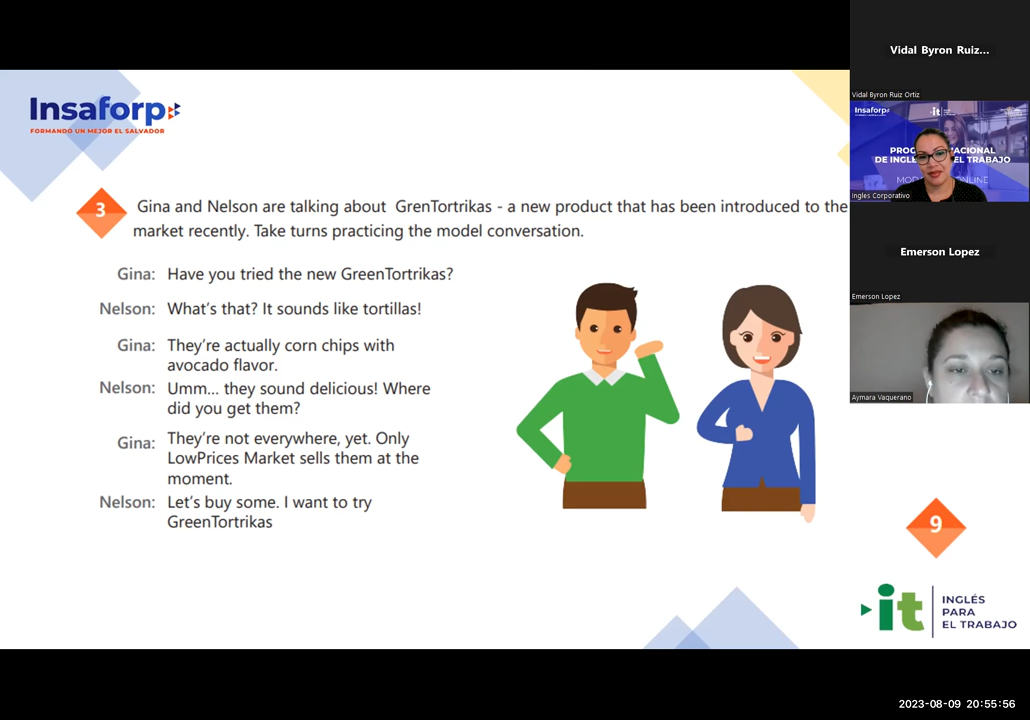 Insaforp
FORMANDO UN MEJOR EL SALVADOR
3
Gina and Nelson are talking about GrenTortrikas - a new product that has been introduced to the
market recently. Take turns practicing the model conversation.
Gina: Have you tried the new GreenTortrikas?
Nelson: What's that? It sounds like tortillas!
Gina: They're actually corn chips with
avocado flavor.
Nelson: Umm... they sound delicious! Where
did you get them?
Gina: They're not everywhere, yet. Only
LowPrices Market sells them at the
moment.
Nelson: Let's buy some. I want to try
GreenTortrikas
9
it
INGLÉS
PARA
EL TRABAJO
Vidal Byron Ruiz...
Vidal Byron Ruiz Ortiz
Insaforp
it
PROG ACIONAL
DE INGLÉ EL TRABAJO
MOD ONLINE
Ingles Corporativo
Emerson Lopez
Emerson Lopez
Aymara Vaquerano
2023-08-09 20:55:56